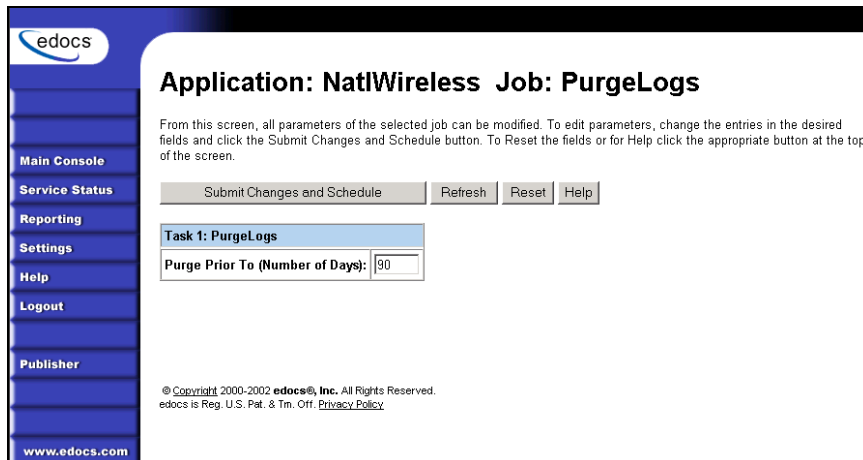 edocs
Main Console
Service Status
Reporting
Settings
Help
Logout
Publisher
www.edocs.com
Application: NatlWireless Job: PurgeLogs
From this screen, all parameters of the selected job can be modified. To edit parameters, change the entries in the desired
fields and click the Submit Changes and Schedule button. To Reset the fields or for Help click the appropriate button at the top
of the screen.
Submit Changes and Schedule Refresh Reset Help
Task 1: PurgeLogs
Purge Prior To (Number of Days): 90
© Copyright 2000-2002 edocs®, Inc. All Rights Reserved.
edocs is Reg. U.S. Pat. & Tm. Off. Privacy Policy